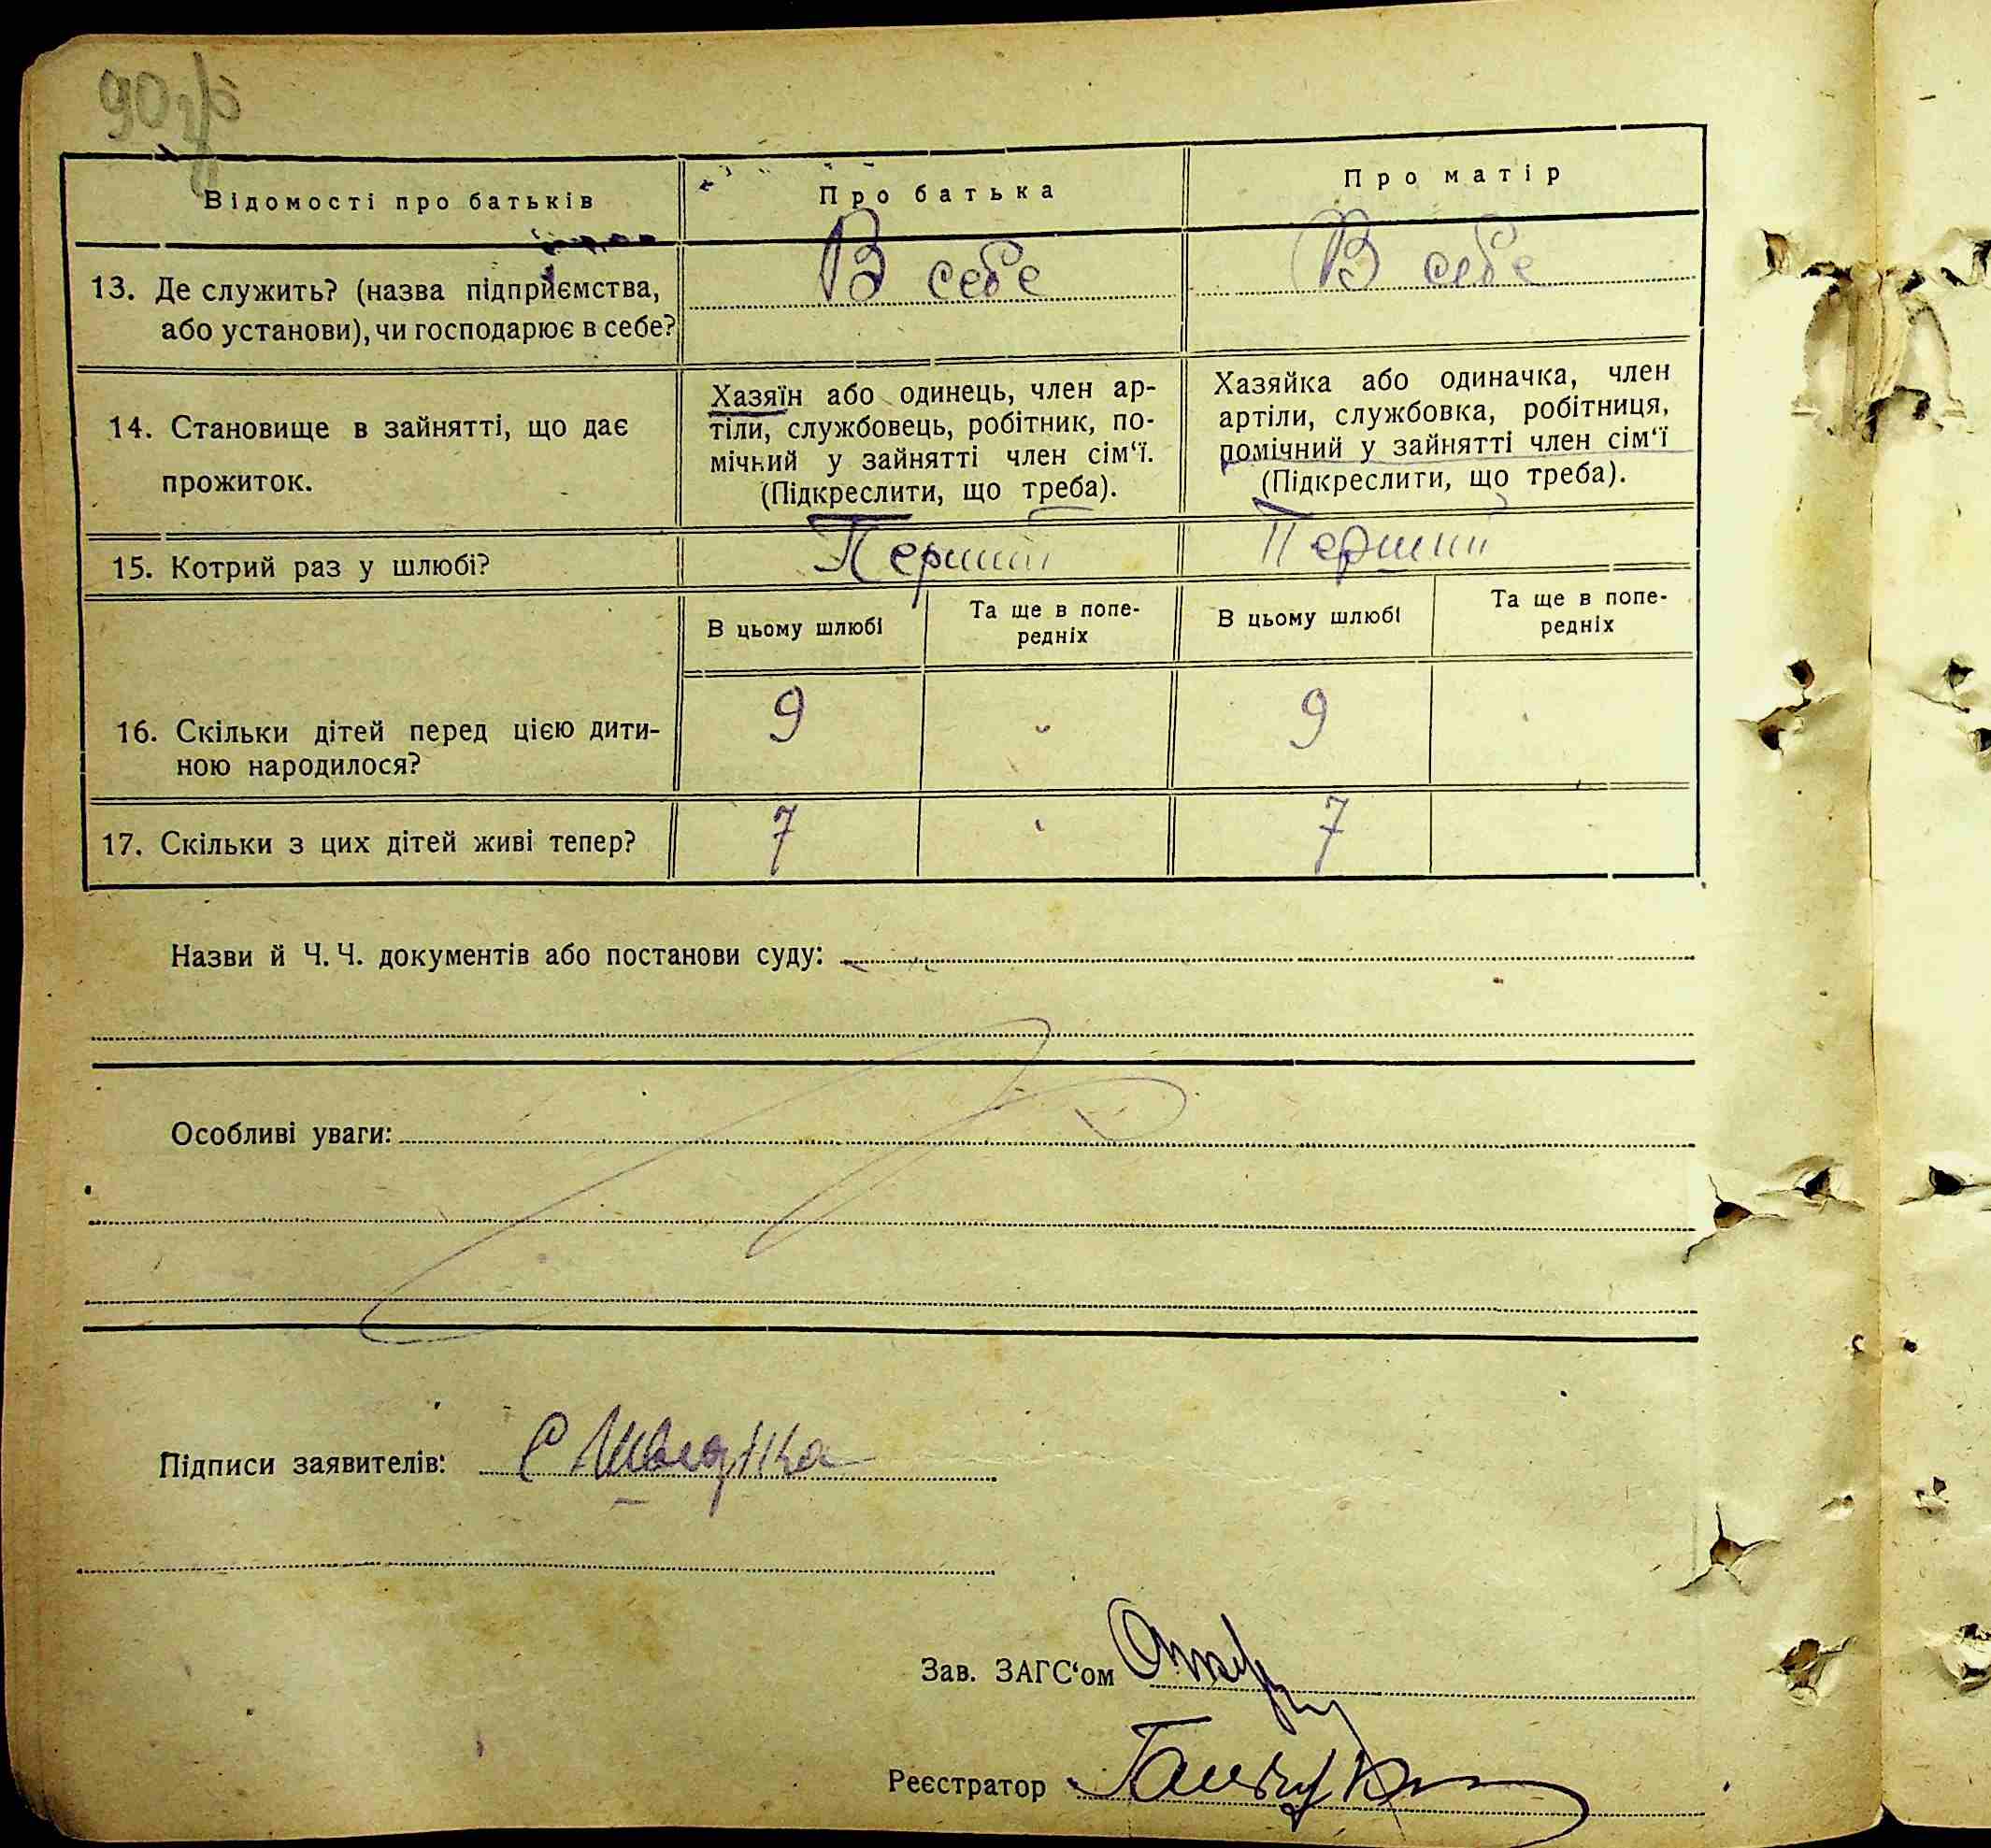 90
Відомості про батьків
Про батька
Про матір
13. Де служить? (назва підприємства,
або установи), чи господарює в себе?
В себе
В себе
14. Становище в зайнятті, що дає
прожиток.
Хазяїн або одинець, член ар-
тіли, службовець, робітник, по-
мічний у зайнятті член сім‘ї.
(Підкреслити, що треба).
Хазяйка або одиначка, член
артіли, службовка, робітниця,
помічний у зайнятті член сім‘ї
(Підкреслити, що треба).
15. Котрий раз у шлюбі?
Перший
Перший
В цьому шлюбі
Та ще в попе-
редніх
В цьому шлюбі
Та ще в попе-
редніх
16. Скільки дітей перед цією дити-
ною народилося?
9
9
17. Скільки з цих дітей живі тепер?
7
7
Назви й Ч. Ч. документів або постанови суду:
Особливі уваги:
Підписи заявителів:
Зав. ЗАГС‘ом
Реєстратор